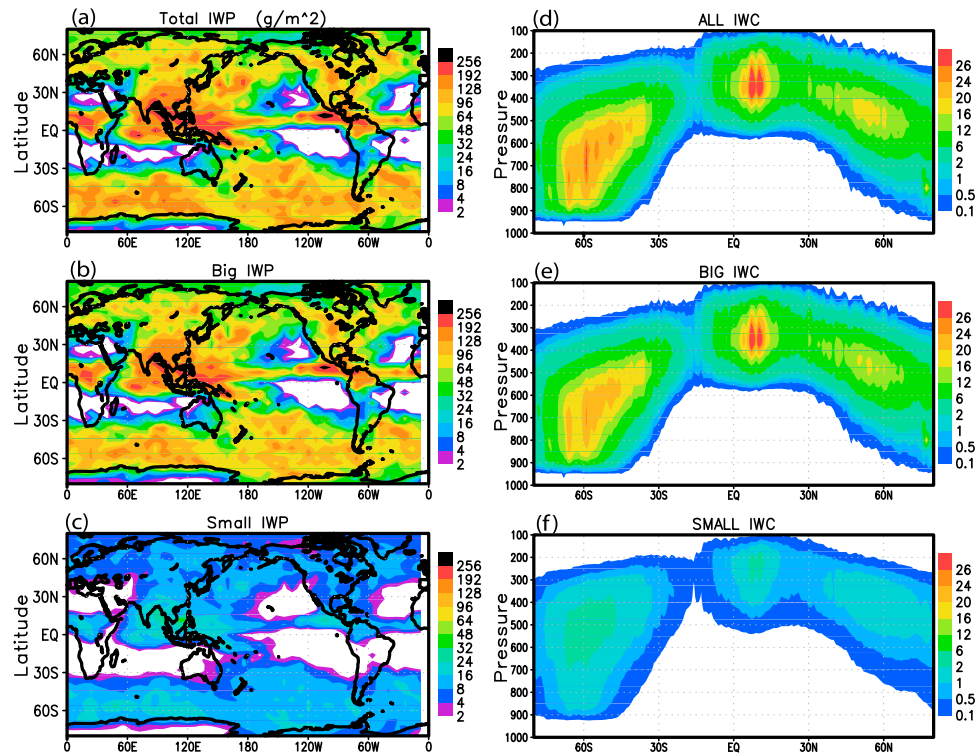 (a) Total IWP (g/m^2)
Latitude
60N
30N
EQ
30S
60S
0 60E 120E 180 120W 60W 0
256
192
128
96
64
48
32
24
16
8
4
2
(d) ALL IWC
Pressure
100
200
300
400
500
600
700
800
900
1000
60S 30S EQ 30N 60N
26
24
20
16
12
6
2
1
0.5
0.1
(b) Big IWP
Latitude
60N
30N
EQ
30S
60S
0 60E 120E 180 120W 60W 0
256
192
128
96
64
48
32
24
16
8
4
2
(e) BIG IWC
Pressure
100
200
300
400
500
600
700
800
900
1000
60S 30S EQ 30N 60N
26
24
20
16
12
6
2
1
0.5
0.1
(c) Small IWP
Latitude
60N
30N
EQ
30S
60S
0 60E 120E 180 120W 60W 0
256
192
128
96
64
48
32
24
16
8
4
2
(f) SMALL IWC
Pressure
100
200
300
400
500
600
700
800
900
1000
60S 30S EQ 30N 60N
26
24
20
16
12
6
2
1
0.5
0.1